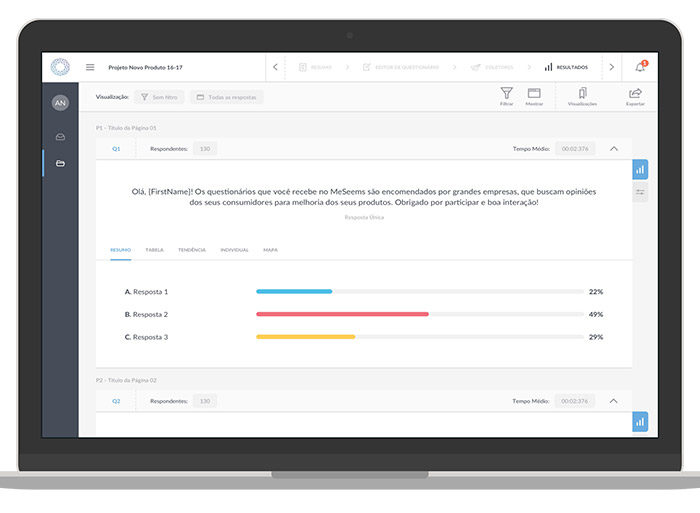 Projeto Novo Produto 16-17
RESUMO
EDITOR DE QUESTIONÁRIO
COLETORES
RESULTADOS
1
AN
Visualização:
Sem filtro
Todas as respostas
Filtrar
Mostrar
Visualizações
Exportar
P1 - Título da Página 01
Q1
Respondentes:
130
Tempo Médio:
00:02:376
Olá, {FirstName}! Os questionários que você recebe no MeSeems são encomendados por grandes empresas, que buscam opiniões
dos seus consumidores para melhoria dos seus produtos. Obrigado por participar e boa interação!
Resposta Única
RESUMO
TABELA
TENDÊNCIA
INDIVIDUAL
MAPA
A. Resposta 1
22%
B. Resposta 2
49%
C. Resposta 3
29%
P2 - Título da Página 02
Q2
Respondentes:
130
Tempo Médio:
00:02:376